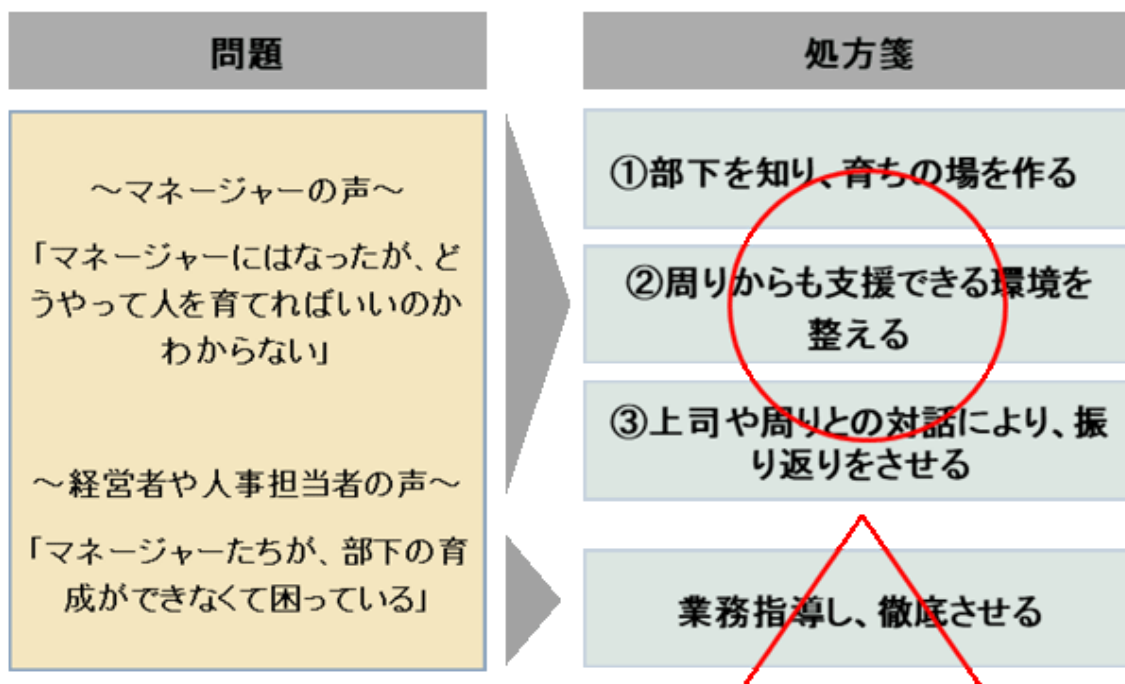 問題
～マネージャーの声～
「マネージャーにはなったが、ど
うやって人を育てればいいのか
わからない」
～経営者や人事担当者の声～
「マネージャーたちが、部下の育
成ができなくて困っている」
処方箋
①部下を知り、育ちの場を作る
②周りからも支援できる環境を
整える
③上司や周りとの対話により、振
り返りをさせる
業務指導し、徹底させる